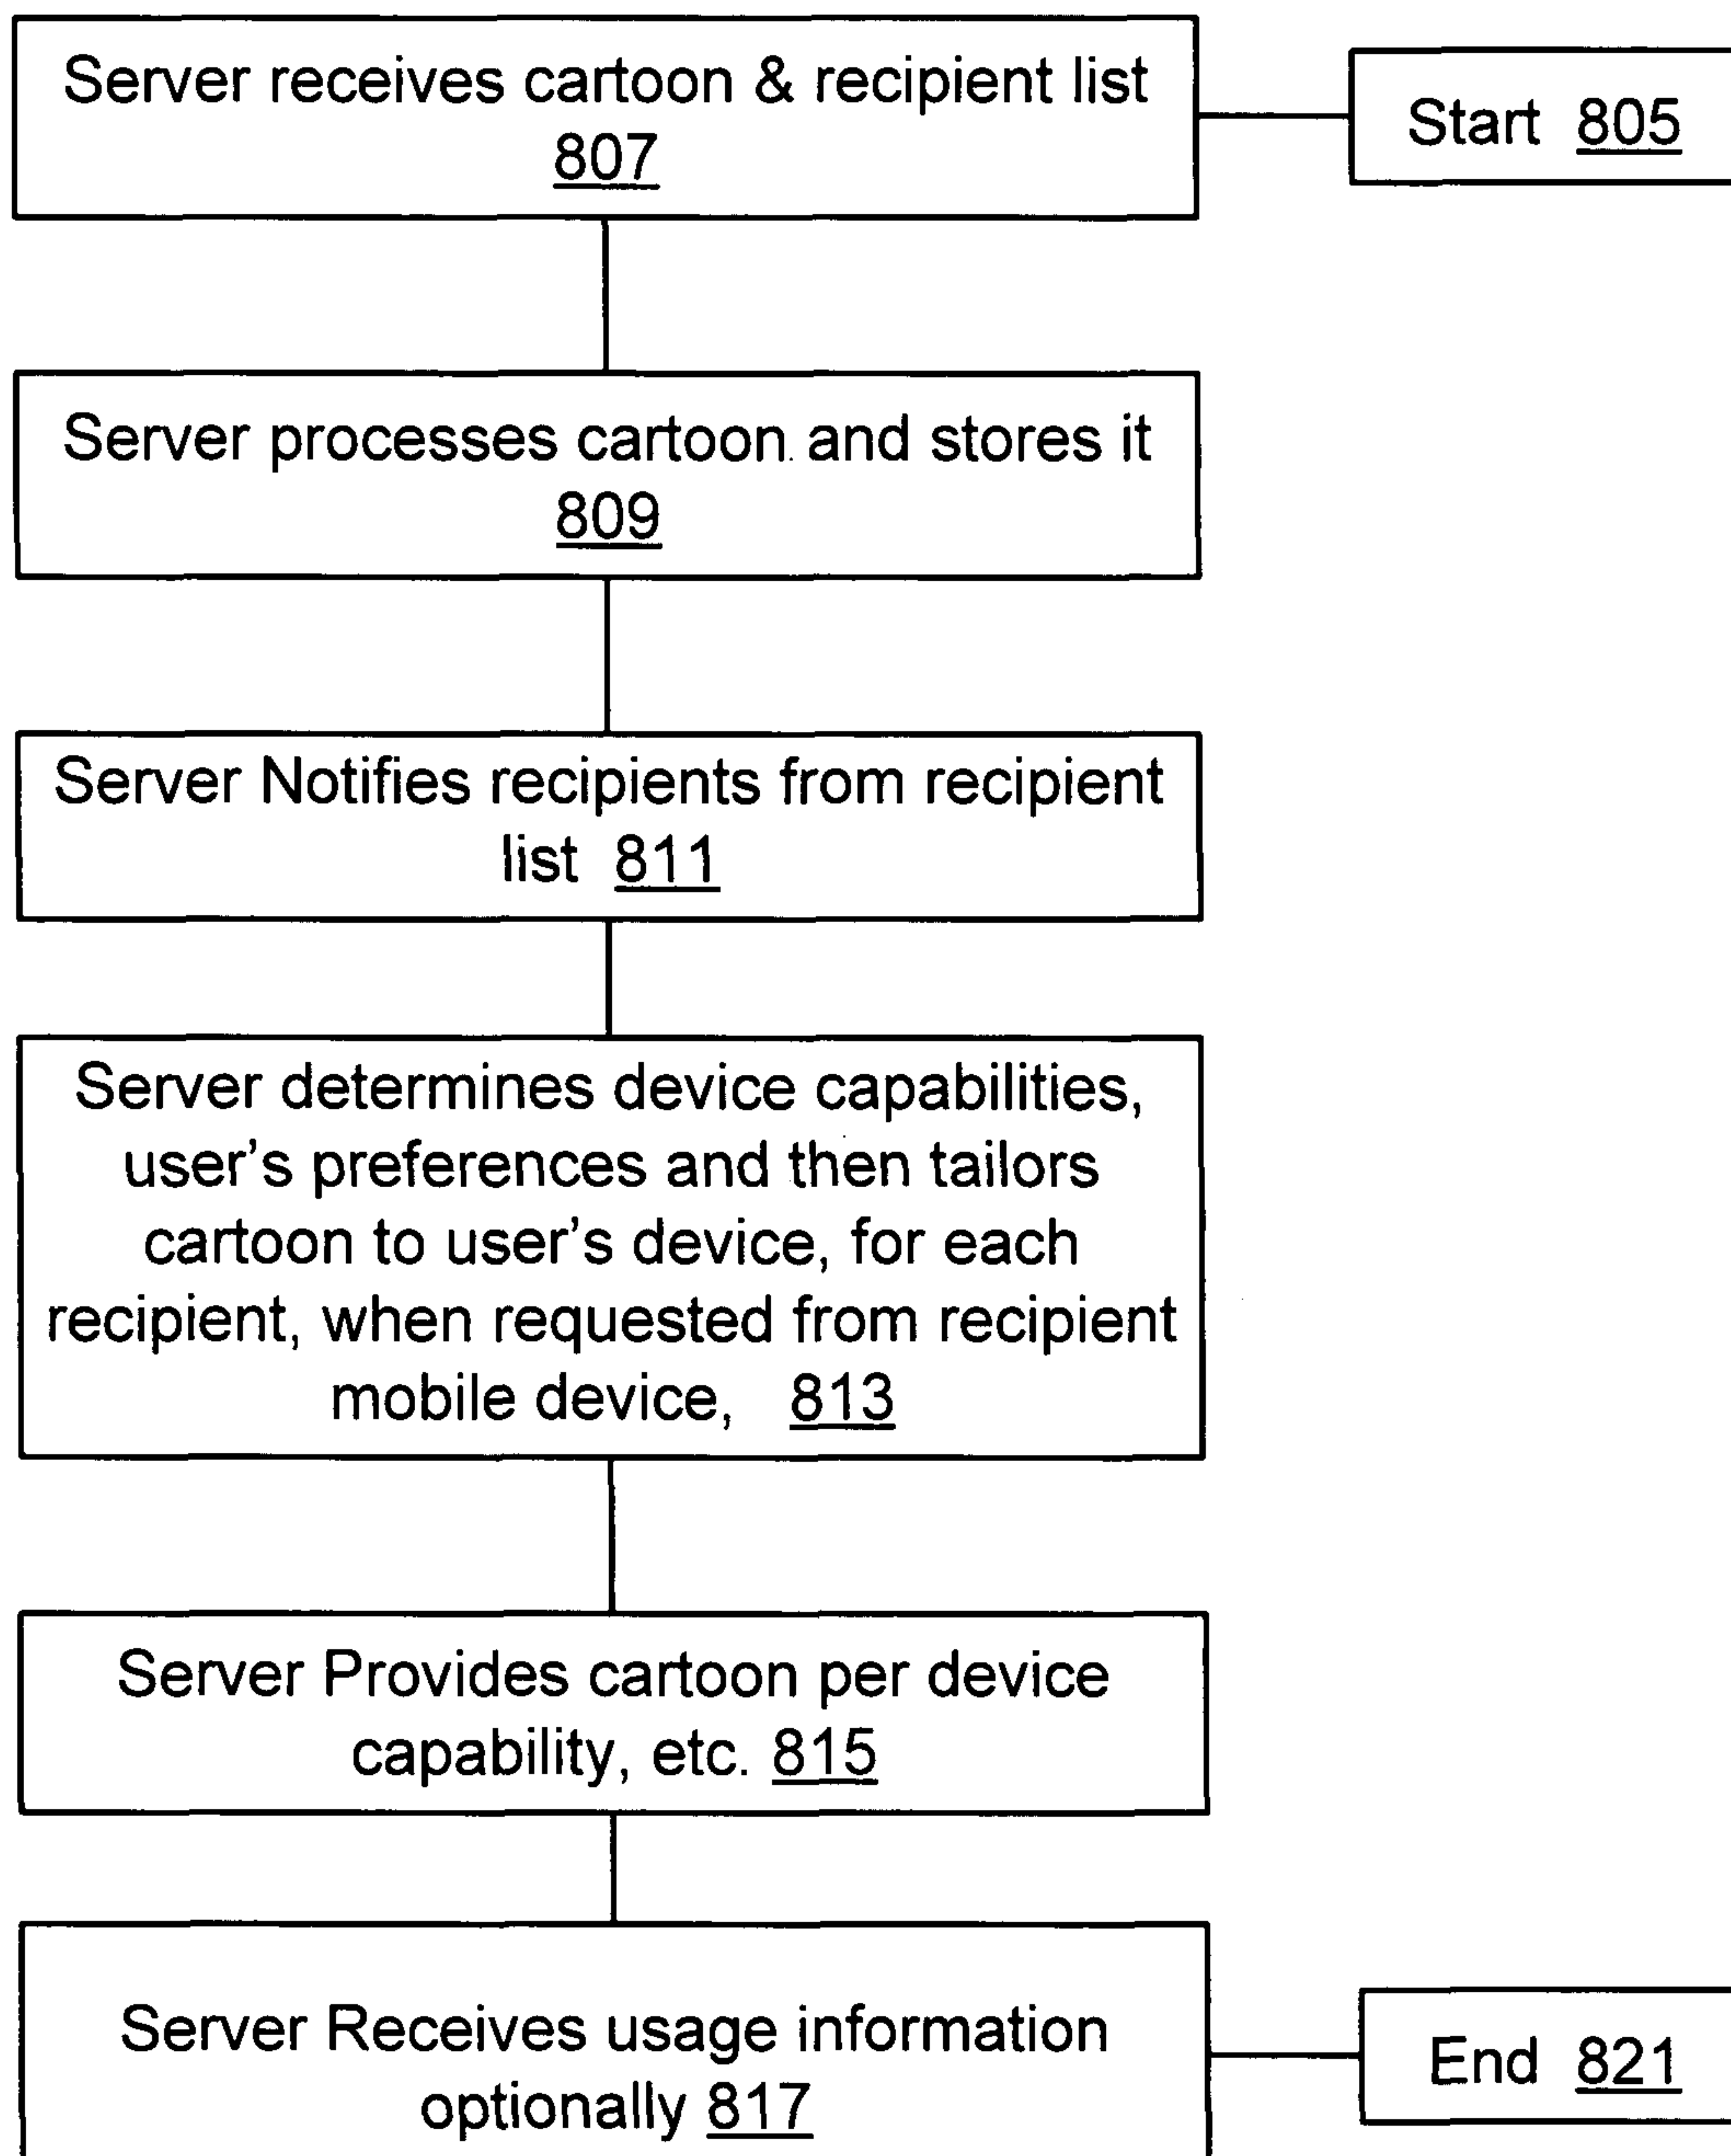 Server receives cartoon & recipient list
807
Start 805
Server processes cartoon and stores it
809
Server Notifies recipients from recipient
list 811
Server determines device capabilities,
user's preferences and then tailors
cartoon to user's device, for each
recipient, when requested from recipient
mobile device, 813
Server Provides cartoon per device
capability, etc. 815
Server Receives usage information
optionally 817
End 821